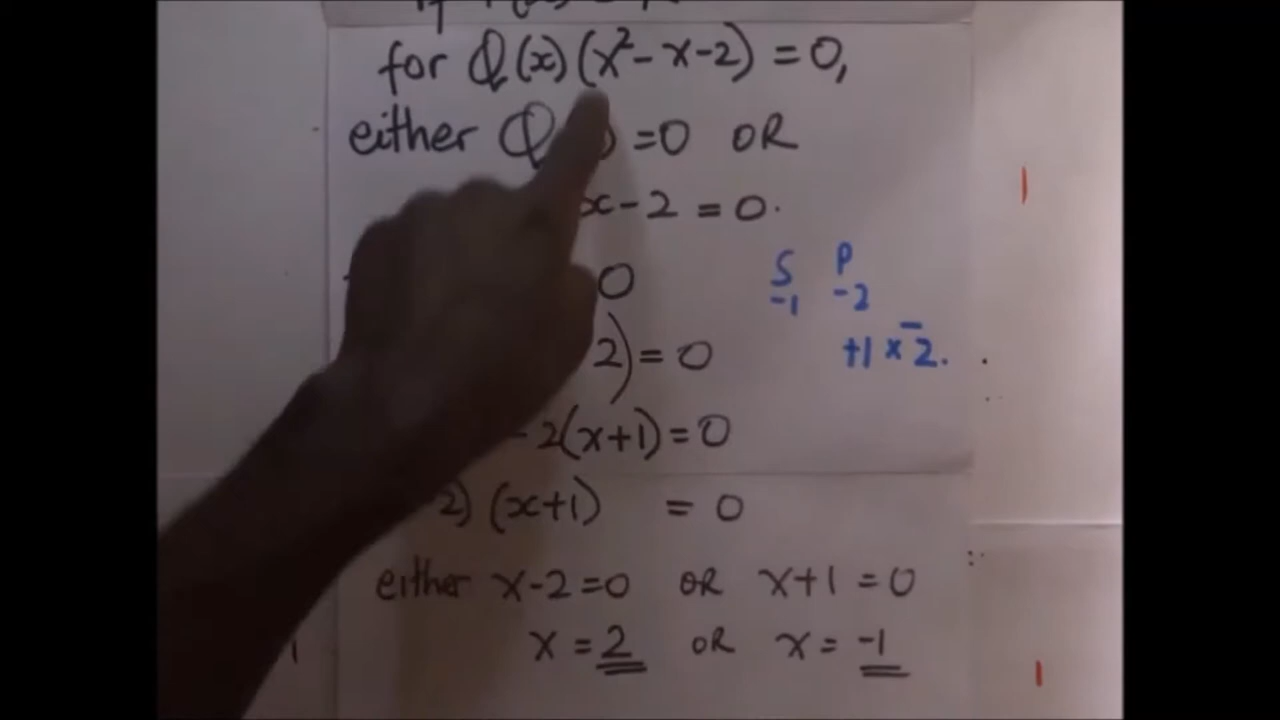 for Q(x)(x²-x-2) = 0,
either Q =0 OR
x-2 = 0.
S P
0
-1 -2
2) = 0
+1 x -2.
-2(x+1) = 0
2) (x+1) = 0
either x-2=0 OR x+1 = 0
x = 2 OR x = -1